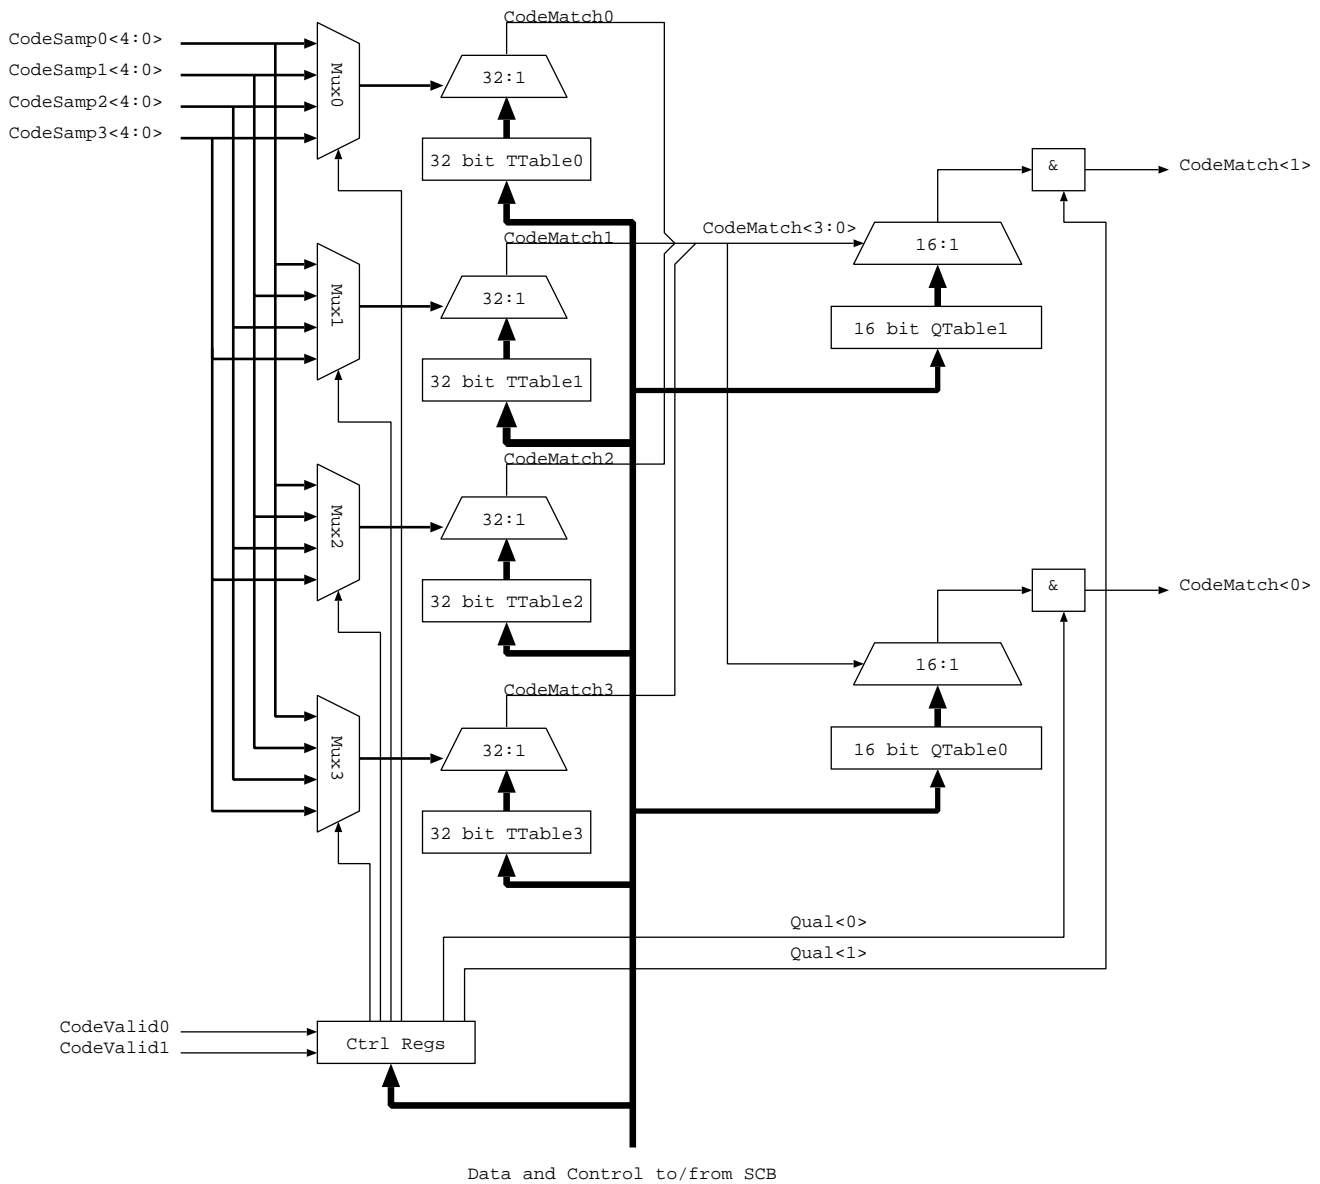 CodeMatch0
CodeSamp0<4:0>
CodeSamp1<4:0>
CodeSamp2<4:0>
CodeSamp3<4:0>
Mux0
32:1
32 bit TTable0
&
CodeMatch<1>
CodeMatch1
CodeMatch<3:0>
16:1
Mux1
32:1
16 bit QTable1
32 bit TTable1
CodeMatch2
Mux2
32:1
32 bit TTable2
&
CodeMatch<0>
16:1
CodeMatch3
Mux3
32:1
16 bit QTable0
32 bit TTable3
Qual<0>
Qual<1>
CodeValid0
CodeValid1
Ctrl Regs
Data and Control to/from SCB